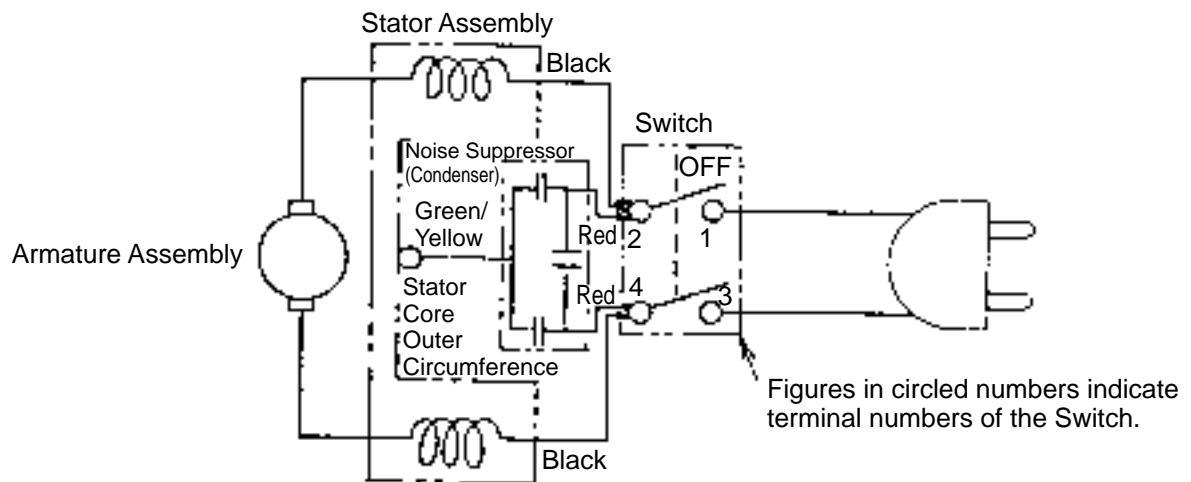 Stator Assembly
Black
Switch
OFF
Noise Suppressor
(Condenser)
Green/
Yellow
Red
2
1
Armature Assembly
Stator
Core
Outer
Circumference
Red
4
3
Figures in circled numbers indicate
terminal numbers of the Switch.
Black